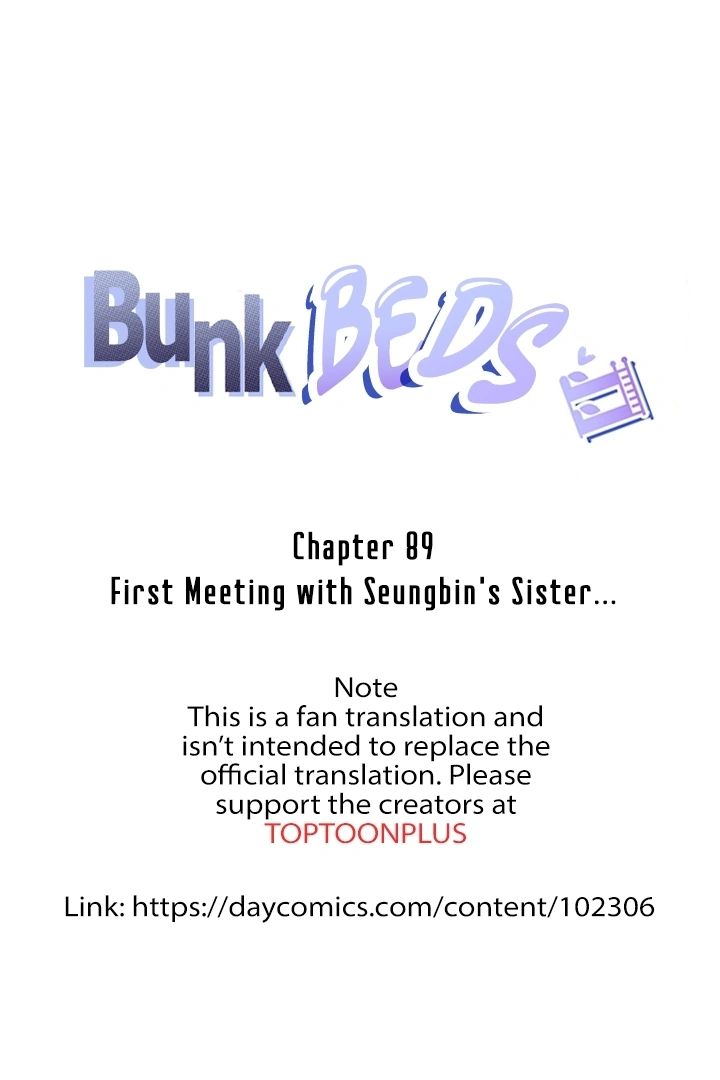 Bunk BEDS
Chapter 89
First Meeting with Seungbin's Sister...
Note
This is a fan translation and
isn’t intended to replace the
official translation. Please
support the creators at
TOPTOONPLUS
Link: https://daycomics.com/content/102306